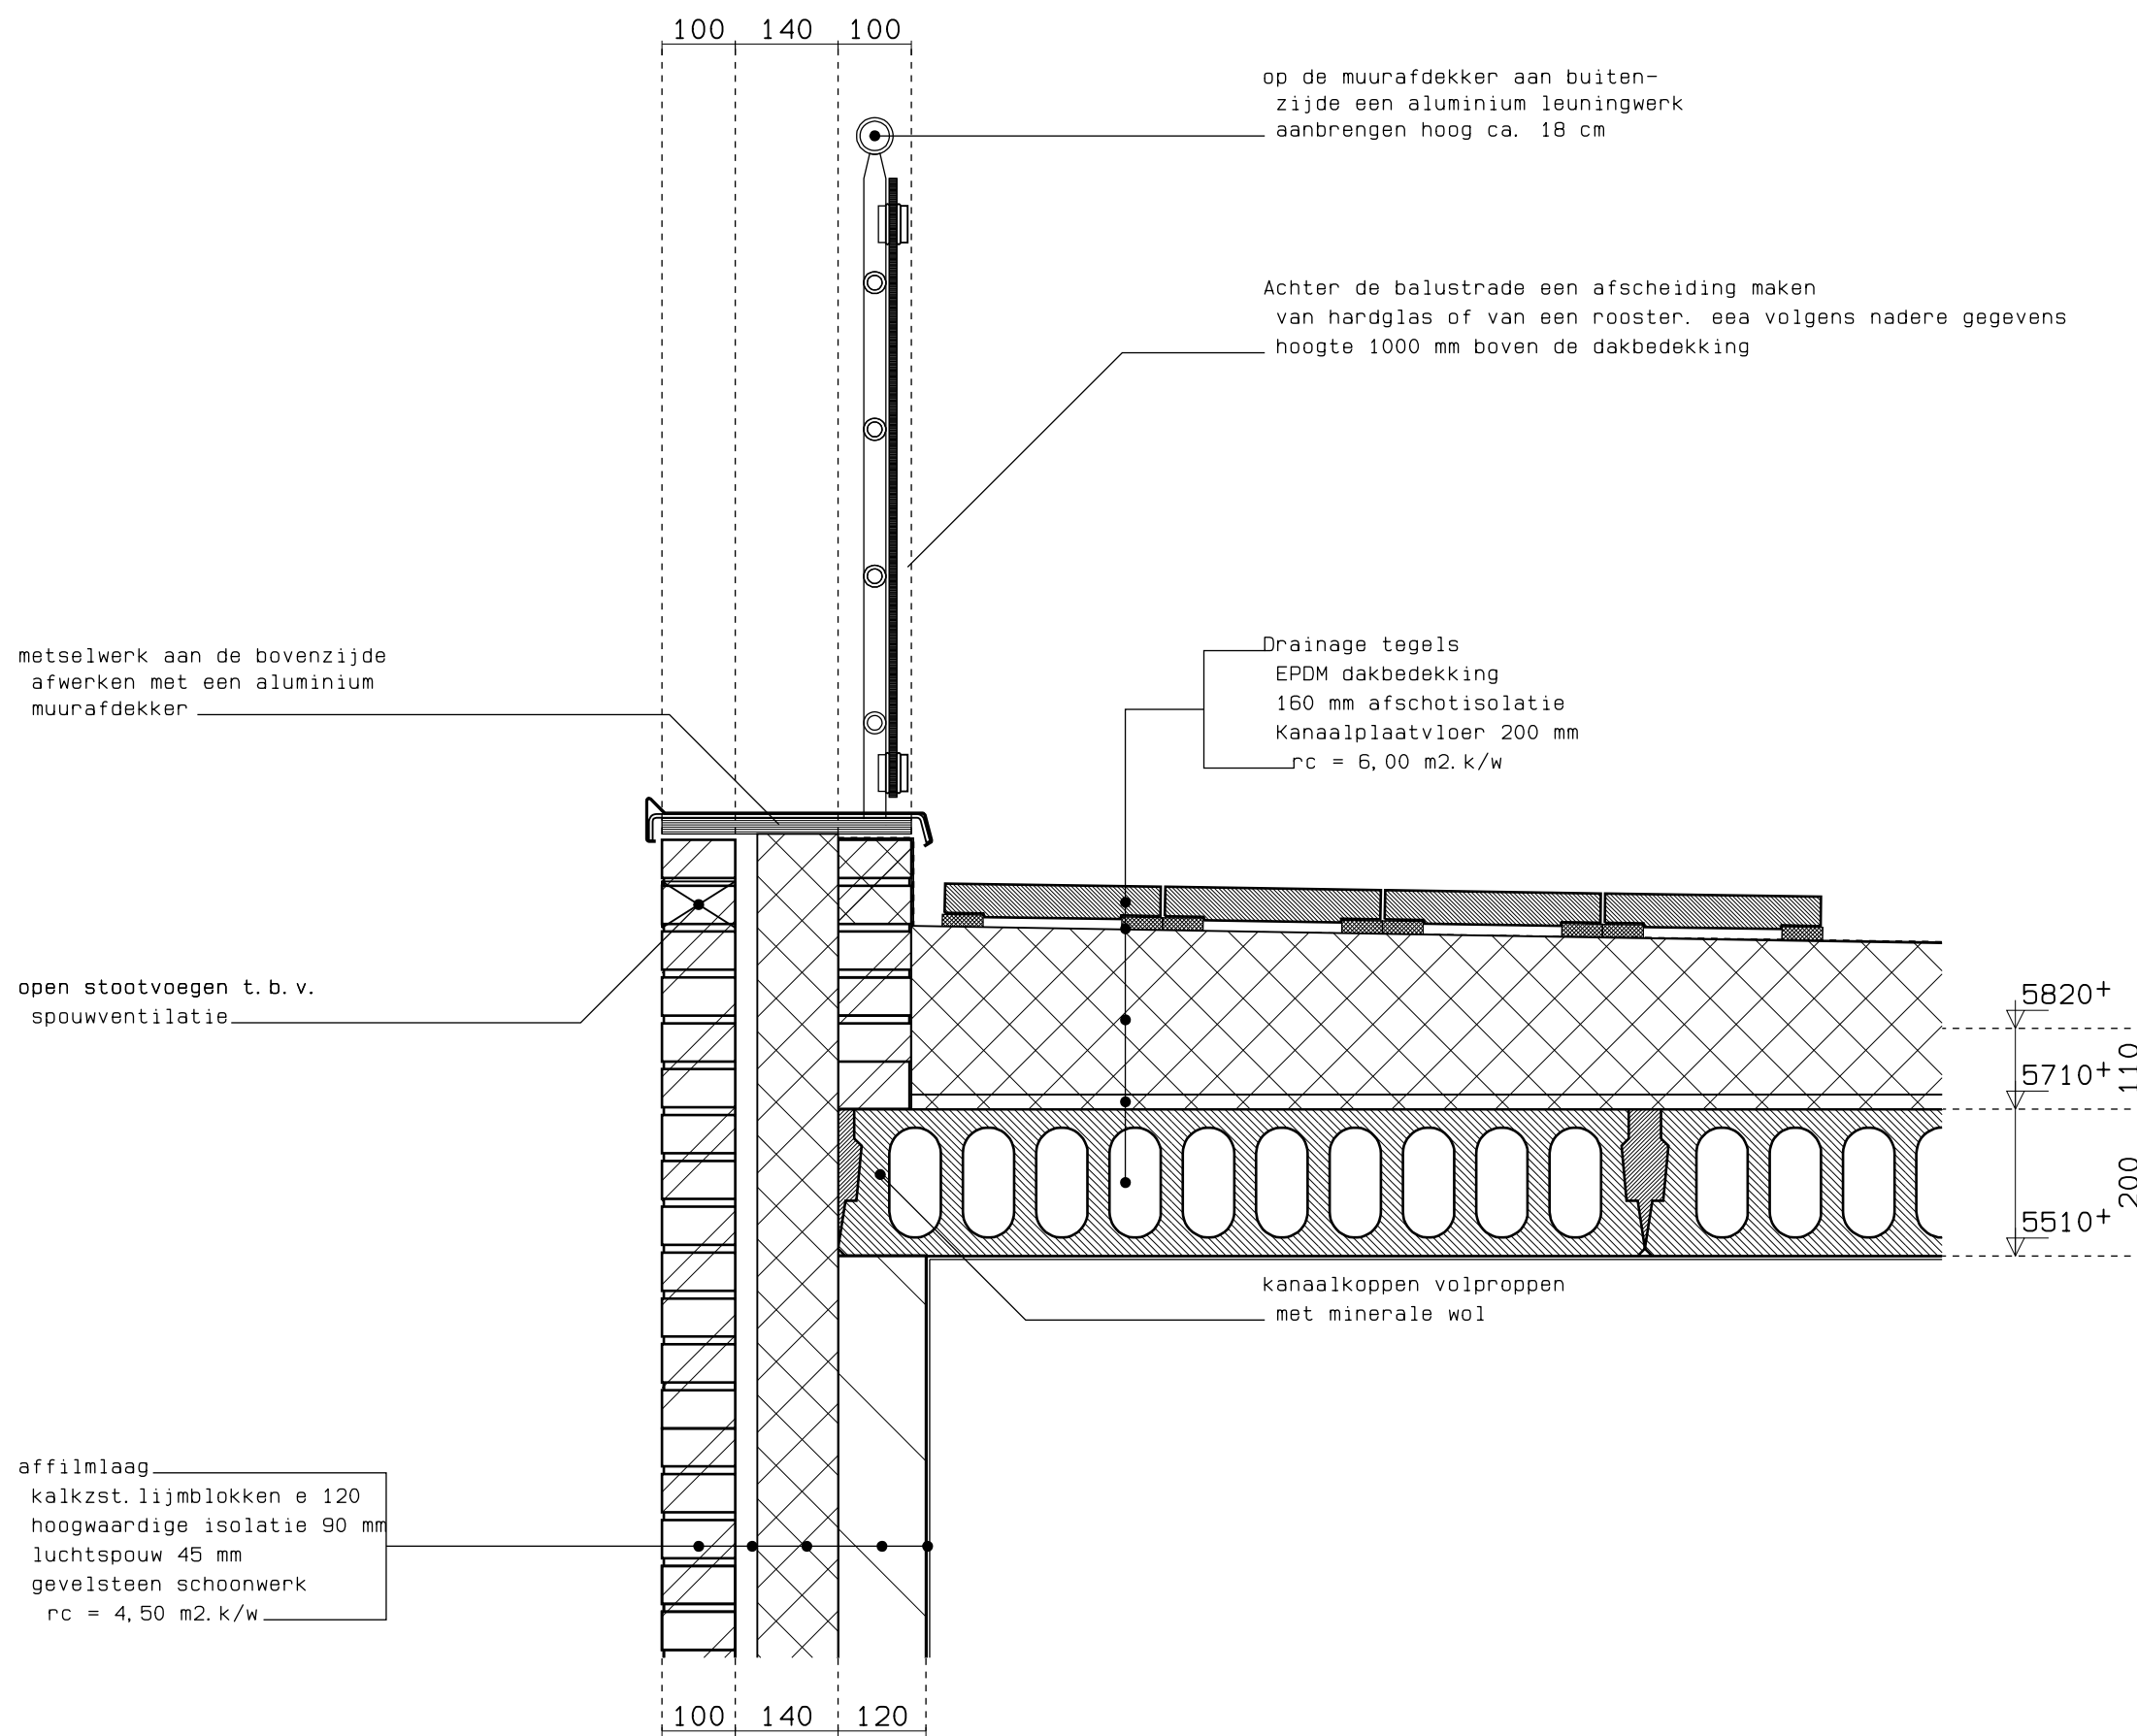 100 140 100
op de muurafdekker aan buiten-
zijde een aluminium leuningwerk
aanbrengen hoog ca. 18 cm
Achter de balustrade een afscheiding maken
van hardglas of van een rooster. eea volgens nadere gegevens
hoogte 1000 mm boven de dakbedekking
metselwerk aan de bovenzijde
afwerken met een aluminium
muurafdekker
Drainage tegels
EPDM dakbedekking
160 mm afschotisolatie
Kanaalplaatvloer 200 mm
rc = 6,00 m2.k/w
open stootvoegen t.b.v.
spouwventilatie
5820+
110
5710+
200
5510+
kanaalkoppen volproppen
met minerale wol
affilmlaag
kalkzst.lijmblokken e 120
hoogwaardige isolatie 90 mm
luchtspouw 45 mm
gevelsteen schoonwerk
rc = 4,50 m2.k/w
100 140 120